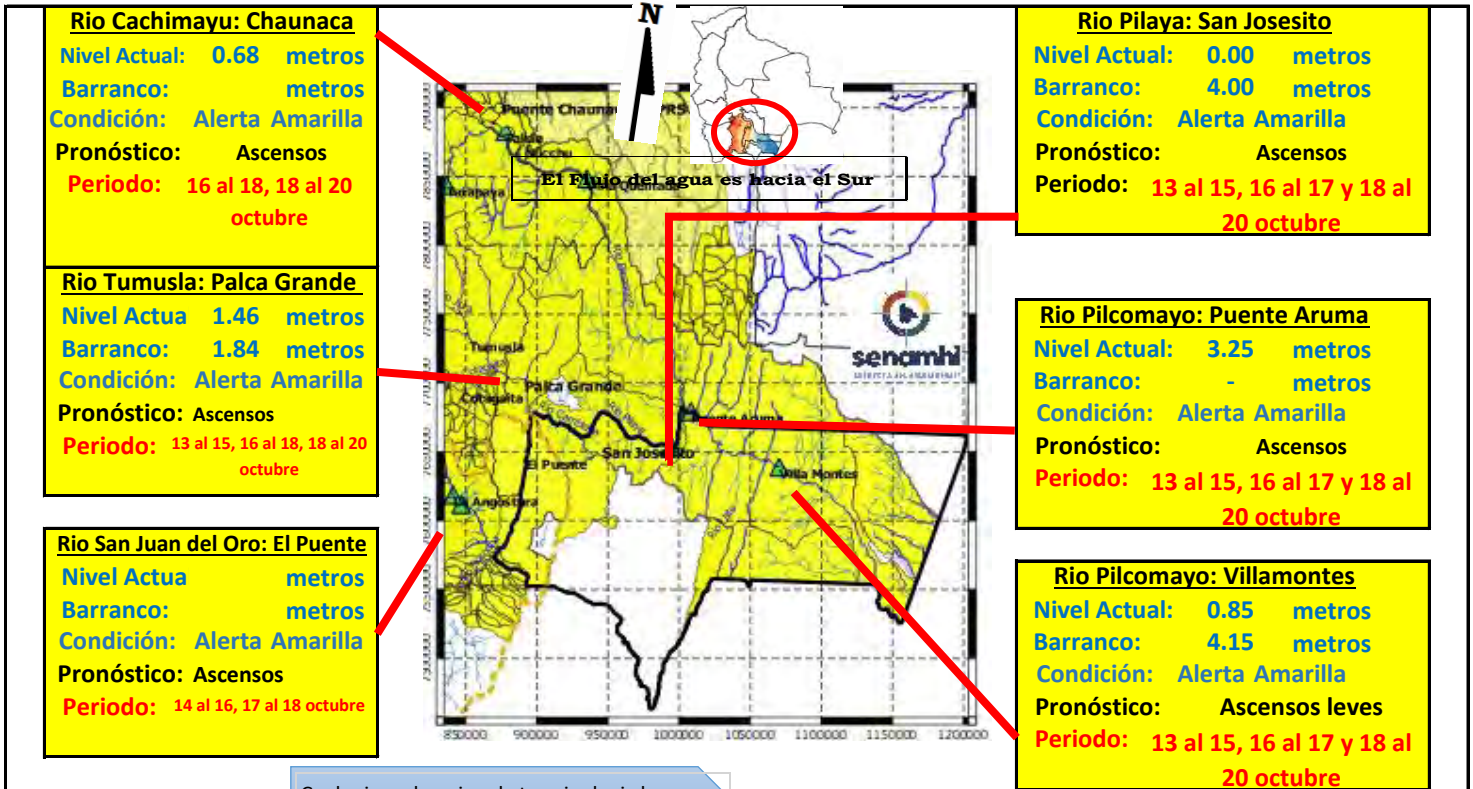 Rio Cachimayu: Chaunaca
Nivel Actual: 0.68 metros
Barranco: metros
Condición: Alerta Amarilla
Pronóstico: Ascensos
Periodo: 16 al 18, 18 al 20
octubre
Rio Tumusla: Palca Grande
Nivel Actua 1.46 metros
Barranco: 1.84 metros
Condición: Alerta Amarilla
Pronóstico: Ascensos
Periodo: 13 al 15, 16 al 18, 18 al 20
octubre
Rio San Juan del Oro: El Puente
Nivel Actua metros
Barranco: metros
Condición: Alerta Amarilla
Pronóstico: Ascensos
Periodo: 14 al 16, 17 al 18 octubre
N
Puente Chauna
El Flujo del agua es hacia el Sur
senamhi
Tumusla
Palca Grande
Cotagaita
San Josesito
El Puente
Villa Montes
Angostura
850000 900000 950000 1000000 1050000 1100000 1150000 1200000
Rio Pilaya: San Josesito
Nivel Actual: 0.00 metros
Barranco: 4.00 metros
Condición: Alerta Amarilla
Pronóstico: Ascensos
Periodo: 13 al 15, 16 al 17 y 18 al
20 octubre
Rio Pilcomayo: Puente Aruma
Nivel Actual: 3.25 metros
Barranco: - metros
Condición: Alerta Amarilla
Pronóstico: Ascensos
Periodo: 13 al 15, 16 al 17 y 18 al
20 octubre
Rio Pilcomayo: Villamontes
Nivel Actual: 0.85 metros
Barranco: 4.15 metros
Condición: Alerta Amarilla
Pronóstico: Ascensos leves
Periodo: 13 al 15, 16 al 17 y 18 al
20 octubre